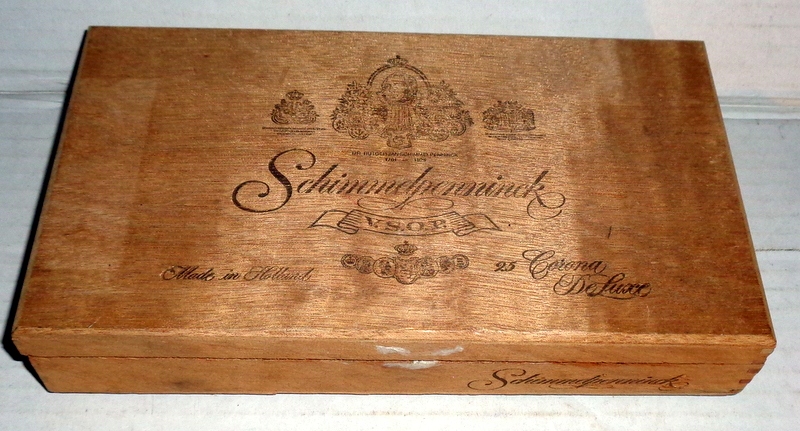 Schimmelpenninck
V.S.O.P.
Made in Holland
25 Corona
De Luxe
Schimmelpenninck